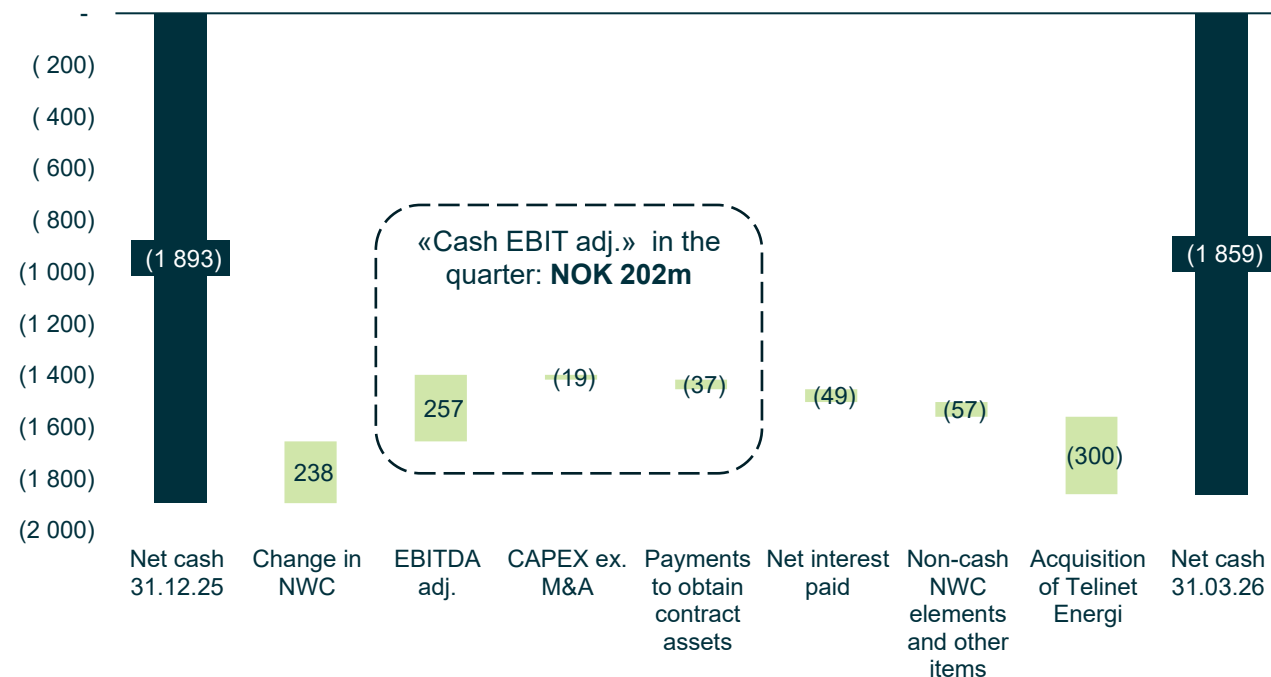 -
( 200)
( 400)
( 600)
( 800)
(1 000)
(1 200)
(1 400)
(1 600)
(1 800)
(2 000)
(1 893)
238
«Cash EBIT adj.» in the
quarter: NOK 202m
257
(19)
(37)
(49)
(57)
(300)
(1 859)
Net cash
31.12.25
Change in
NWC
EBITDA
adj.
CAPEX ex.
M&A
Payments
to obtain
contract
assets
Net interest
paid
Non-cash
NWC
elements
and other
items
Acquisition
of Telinet
Energi
Net cash
31.03.26